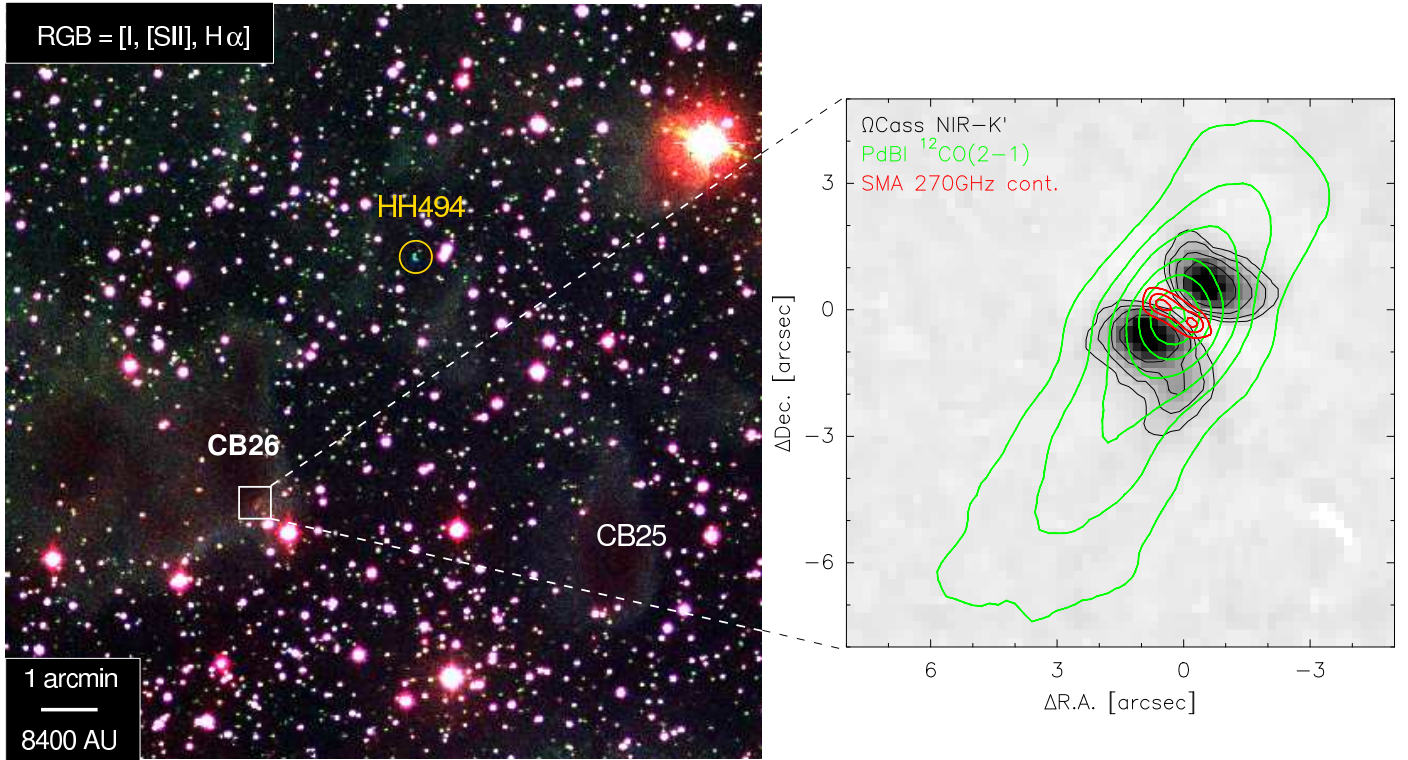 RGB = [I, [SII], Hα]
HH494
CB26
CB25
1 arcmin
8400 AU
ΩCass NIR−K'
PdBI ¹²CO(2−1)
SMA 270GHz cont.
3
0
−3
−6
ΔDec. [arcsec]
6
3
0
−3
ΔR.A. [arcsec]